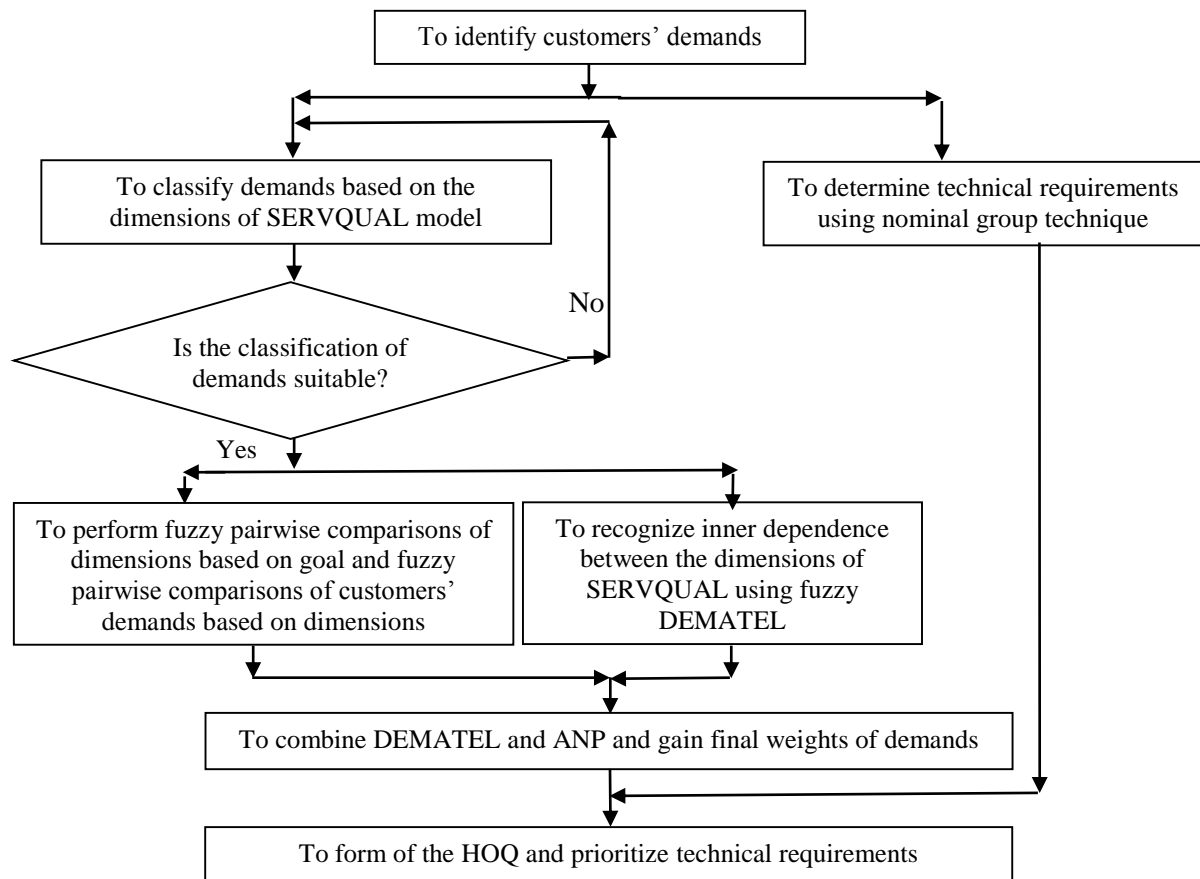 To identify customers’ demands
To classify demands based on the
dimensions of SERVQUAL model
To determine technical requirements
using nominal group technique
No
Is the classification of
demands suitable?
Yes
To perform fuzzy pairwise comparisons of
dimensions based on goal and fuzzy
pairwise comparisons of customers’
demands based on dimensions
To recognize inner dependence
between the dimensions of
SERVQUAL using fuzzy
DEMATEL
To combine DEMATEL and ANP and gain final weights of demands
To form of the HOQ and prioritize technical requirements